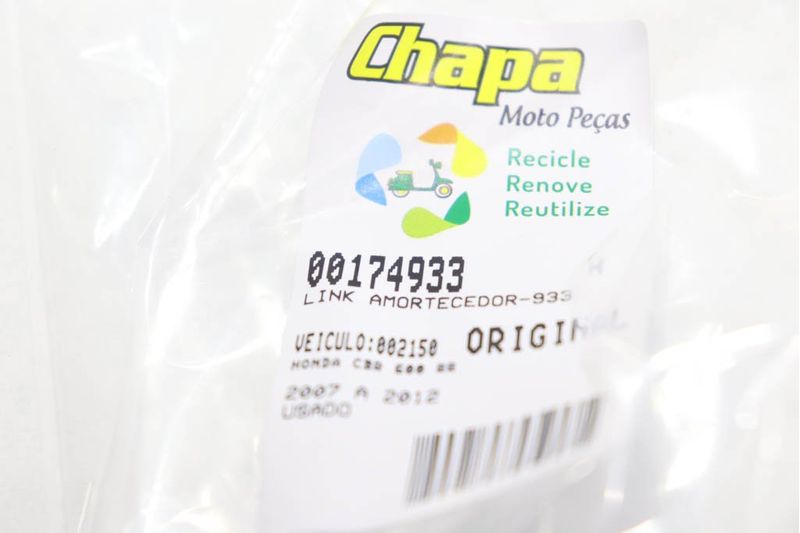 Chapa
Moto Peças
Recicle
Renove
Reutilize
00174933
H
LINK AMORTECEDOR-933
VEICULO:002150 ORIGINAL
HONDA CBR 600 RR
2007 A 2012
USADO